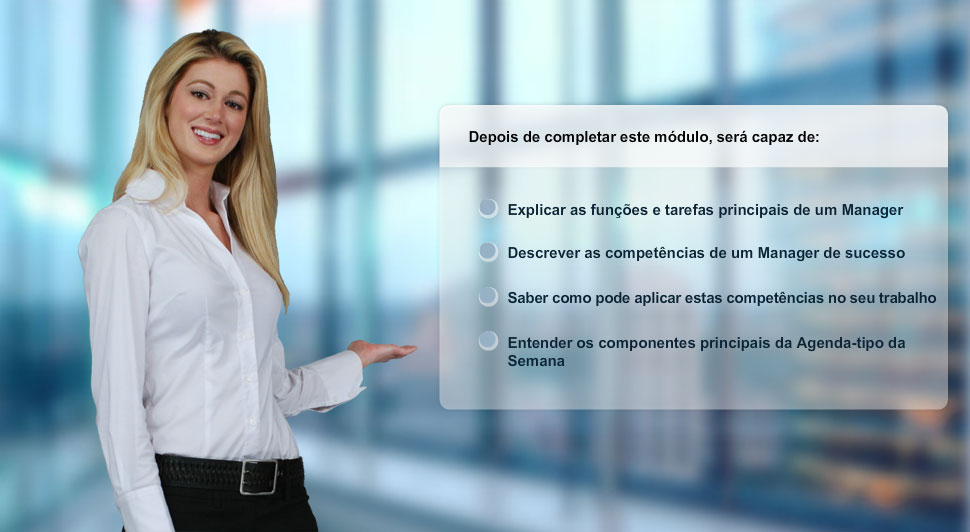 Depois de completar este módulo, será capaz de:
Explicar as funções e tarefas principais de um Manager
Descrever as competências de um Manager de sucesso
Saber como pode aplicar estas competências no seu trabalho
Entender os componentes principais da Agenda-tipo da
Semana